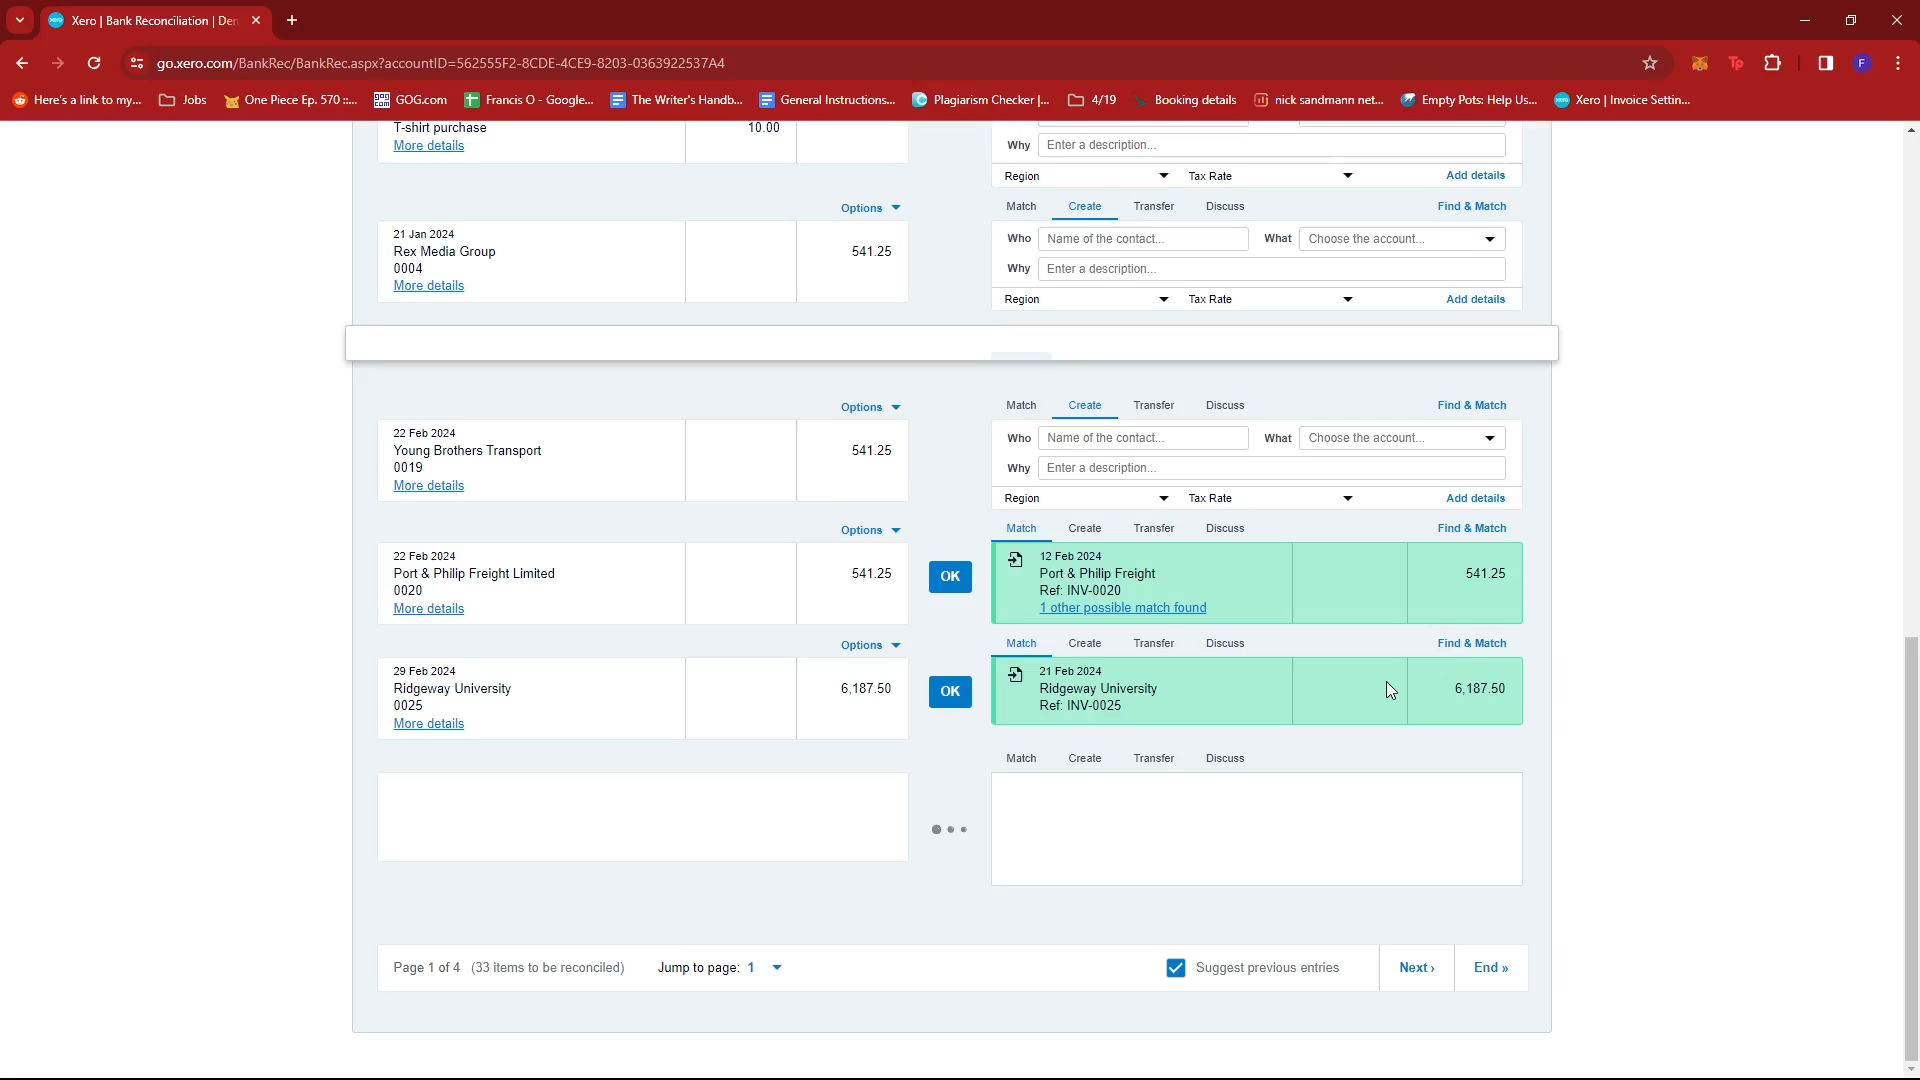 Xero | Bank Reconciliation | Den
go.xero.com/BankRec/BankRec.aspx?accountID=562555F2-8CDE-4CE9-8203-0363922537A4
Tp
F
Here's a link to my...
Jobs
One Piece Ep. 570 ::...
GOG.com
Francis O - Google...
The Writer's Handb...
General Instructions...
Plagiarism Checker |...
4/19
Booking details
nick sandmann net...
Empty Pots: Help Us...
Xero | Invoice Settin...
T-shirt purchase 10.00
More details
Why Enter a description...
Region Tax Rate Add details
Options
Match Create Transfer Discuss Find & Match
21 Jan 2024
Rex Media Group 541.25
0004
More details
Who Name of the contact... What Choose the account...
Why Enter a description...
Region Tax Rate Add details
Options
Match Create Transfer Discuss Find & Match
22 Feb 2024
Young Brothers Transport 541.25
0019
More details
Who Name of the contact... What Choose the account...
Why Enter a description...
Region Tax Rate Add details
Options
Match Create Transfer Discuss Find & Match
22 Feb 2024
Port & Philip Freight Limited 541.25
0020
More details
OK
12 Feb 2024
Port & Philip Freight 541.25
Ref: INV-0020
1 other possible match found
Options
Match Create Transfer Discuss Find & Match
29 Feb 2024
Ridgeway University 6,187.50
0025
More details
OK
21 Feb 2024
Ridgeway University 6,187.50
Ref: INV-0025
Match Create Transfer Discuss
Page 1 of 4 (33 items to be reconciled) Jump to page: 1 Suggest previous entries Next › End »